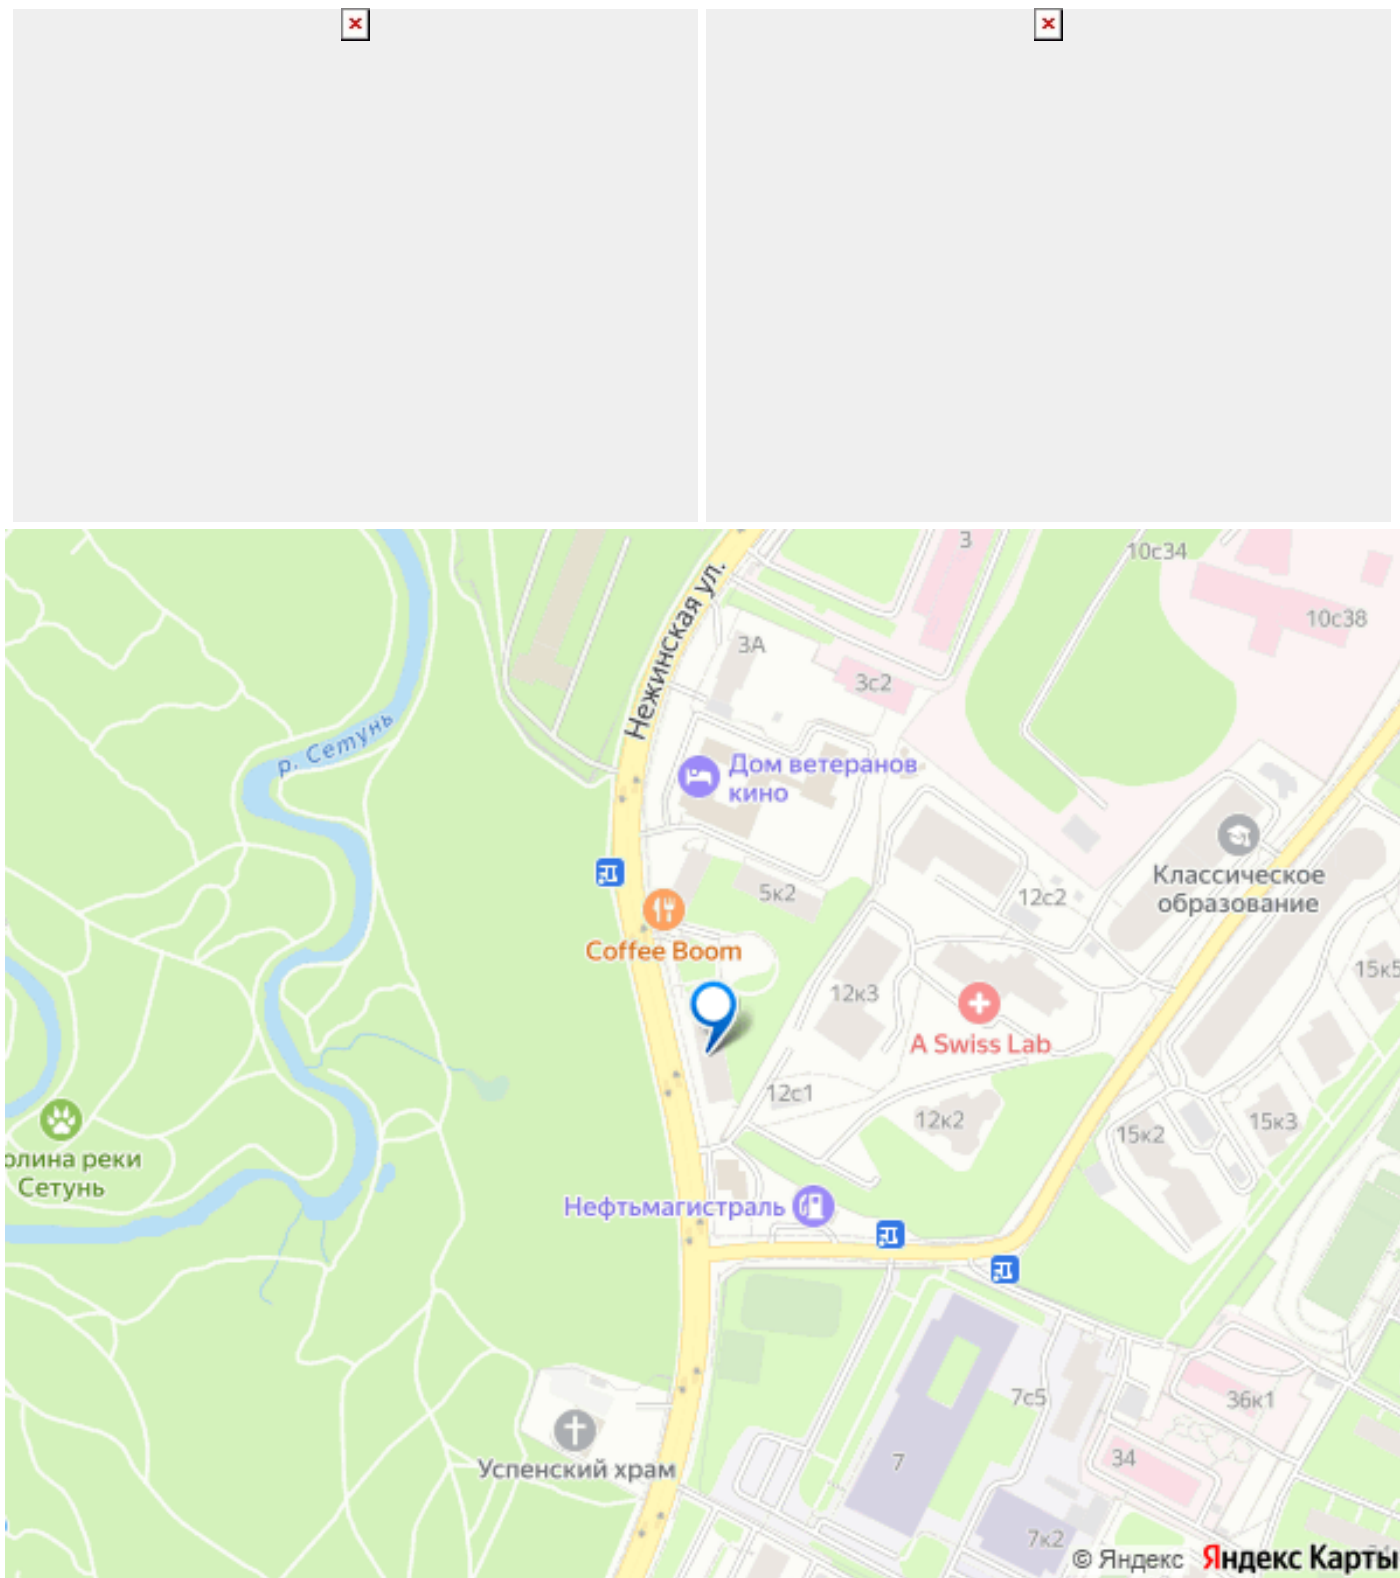 3
10с34
10с38
Нежинская ул.
3А
3с2
р. Сетунь
Дом ветеранов
кино
Классическое
образование
5к2
12с2
Coffee Boom
12к3
15к5
A Swiss Lab
12с1
12к2
15к2
15к3
олина реки
Сетунь
Нефтьмагистраль
7с5
36к1
Успенский храм
34
7
7к2
© Яндекс Яндекс Карты